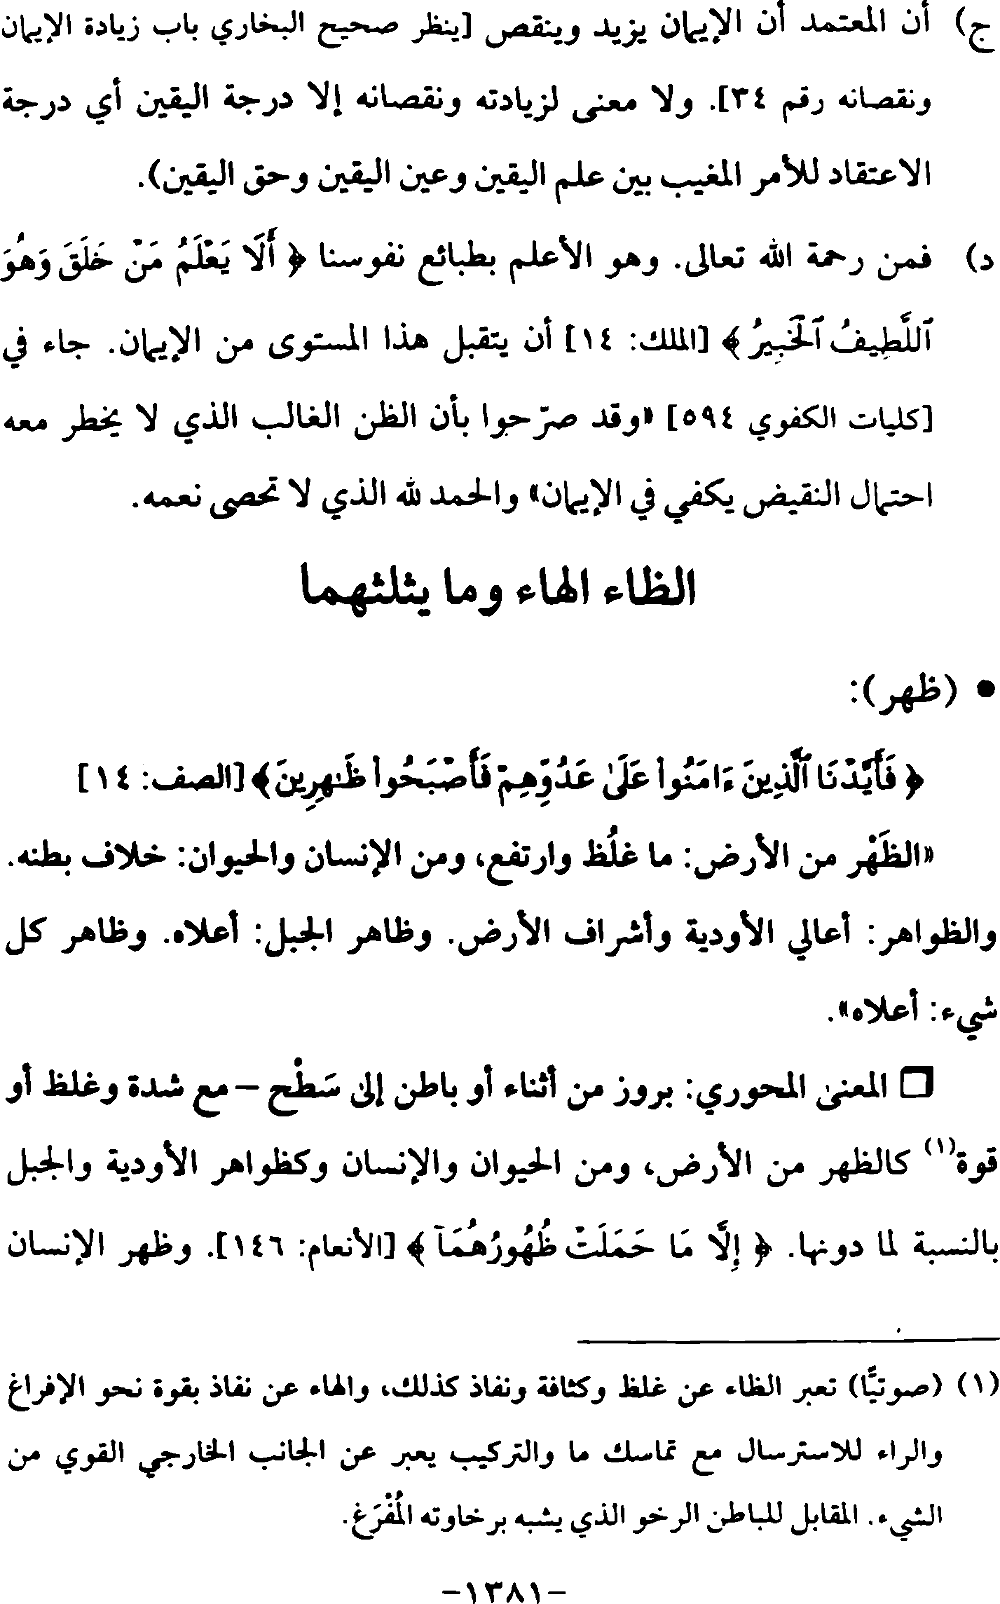 ج) أن المعتمد أن الإيمان يزيد وينقص [ينظر صحيح البخاري باب زيادة الإيمان
ونقصانه رقم ٣٤]. ولا معنى لزيادته ونقصانه إلا درجة اليقين أي درجة
الاعتقاد للأمر المغيب بين علم اليقين وعين اليقين وحق اليقين).
د) فمن رحمة الله تعالى. وهو الأعلم بطبائع نفوسنا ﴿ أَلَا يَعْلَمُ مَنْ خَلَقَ وَهُوَ
ٱللَّطِيفُ ٱلْخَبِيرُ ﴾ [الملك: ١٤] أن يتقبل هذا المستوى من الإيمان. جاء في
[كليات الكفوي ٥٩٤] «وقد صرّحوا بأن الظن الغالب الذي لا يخطر معه
احتمال النقيض يكفي في الإيمان» والحمد لله الذي لا تحصى نعمه.
الظاء الهاء وما يثلثهما
• (ظهر):
﴿ فَأَيَّدْنَا ٱلَّذِينَ ءَامَنُوا۟ عَلَىٰ عَدُوِّهِمْ فَأَصْبَحُوا۟ ظَٰهِرِينَ﴾ [الصف: ١٤]
«الظَهْر من الأرض: ما غلُظ وارتفع، ومن الإنسان والحيوان: خلاف بطنه.
والظواهر: أعالي الأودية وأشراف الأرض. وظاهر الجبل: أعلاه. وظاهر كل
شيء: أعلاه».
❒ المعنى المحوري: بروز من أثناء أو باطن إلى سَطْح – مع شدة وغلظ أو
قوة(١) كالظهر من الأرض، ومن الحيوان والإنسان وكظواهر الأودية والجبل
بالنسبة لما دونها. ﴿ إِلَّا مَا حَمَلَتْ ظُهُورُهُمَآ ﴾ [الأنعام: ١٤٦]. وظهر الإنسان
(١) (صوتيًّا) تعبر الظاء عن غلظ وكثافة ونفاذ كذلك، والهاء عن نفاذ بقوة نحو الإفراغ
والراء للاسترسال مع تماسك ما والتركيب يعبر عن الجانب الخارجي القوي من
الشيء. المقابل للباطن الرخو الذي يشبه برخاوته المُفْرَغ.
-١٣٨١-